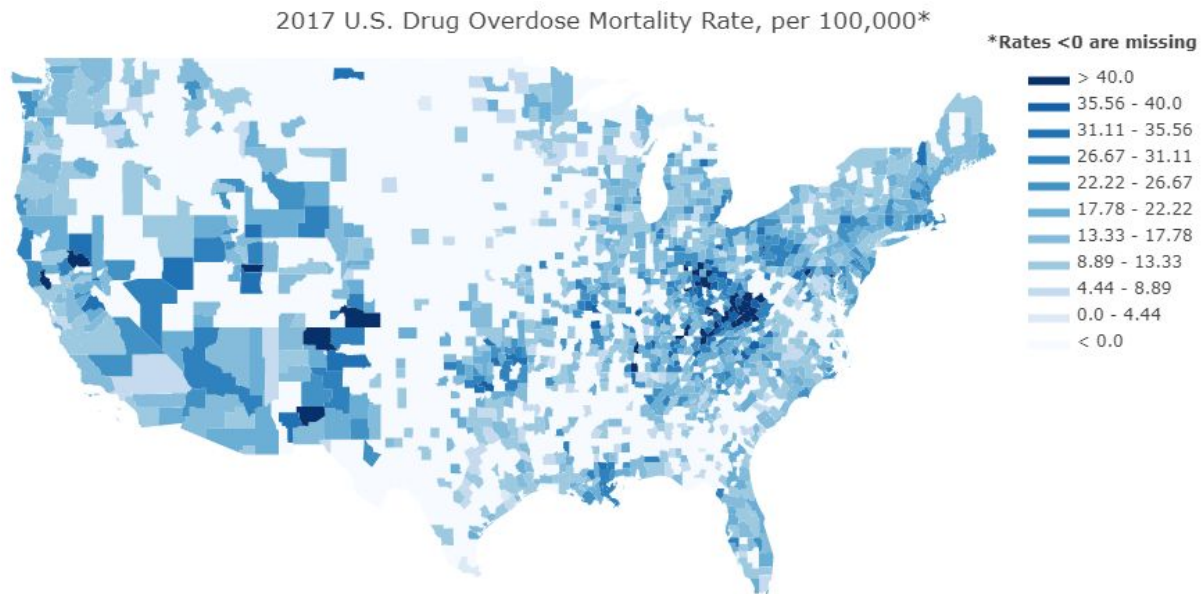 2017 U.S. Drug Overdose Mortality Rate, per 100,000*
*Rates <0 are missing
> 40.0
35.56 - 40.0
31.11 - 35.56
26.67 - 31.11
22.22 - 26.67
17.78 - 22.22
13.33 - 17.78
8.89 - 13.33
4.44 - 8.89
0.0 - 4.44
< 0.0